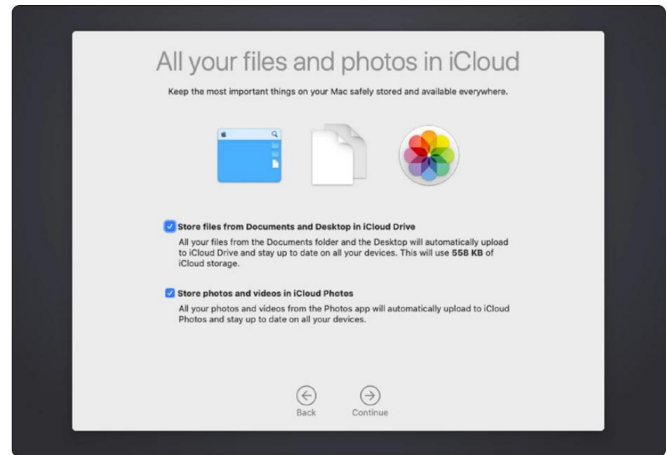 All your files and photos in iCloud
Keep the most important things on your Mac safely stored and available everywhere.
Store files from Documents and Desktop in iCloud Drive
All your files from the Documents folder and the Desktop will automatically upload
to iCloud Drive and stay up to date on all your devices. This will use 558 KB of
iCloud storage.
Store photos and videos in iCloud Photos
All your photos and videos from the Photos app will automatically upload to iCloud
Photos and stay up to date on all your devices.
Back
Continue